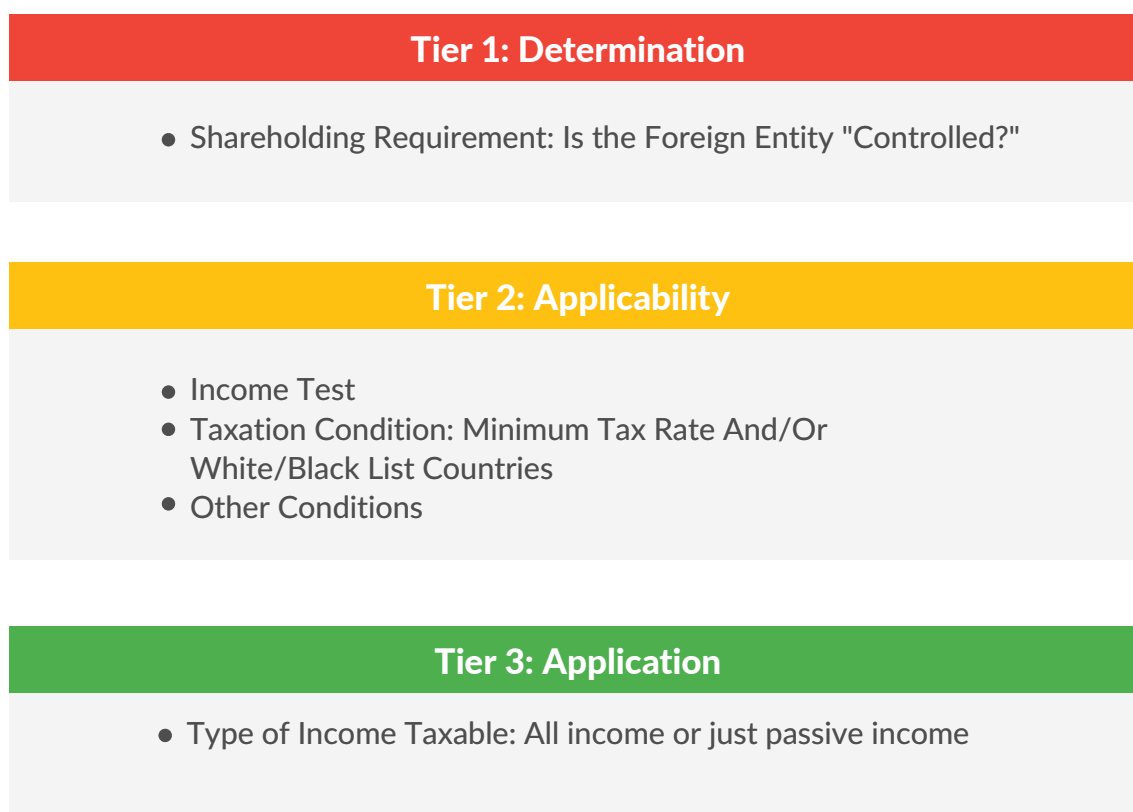 Tier 1: Determination
● Shareholding Requirement: Is the Foreign Entity "Controlled?"
Tier 2: Applicability
● Income Test
● Taxation Condition: Minimum Tax Rate And/Or
White/Black List Countries
● Other Conditions
Tier 3: Application
● Type of Income Taxable: All income or just passive income